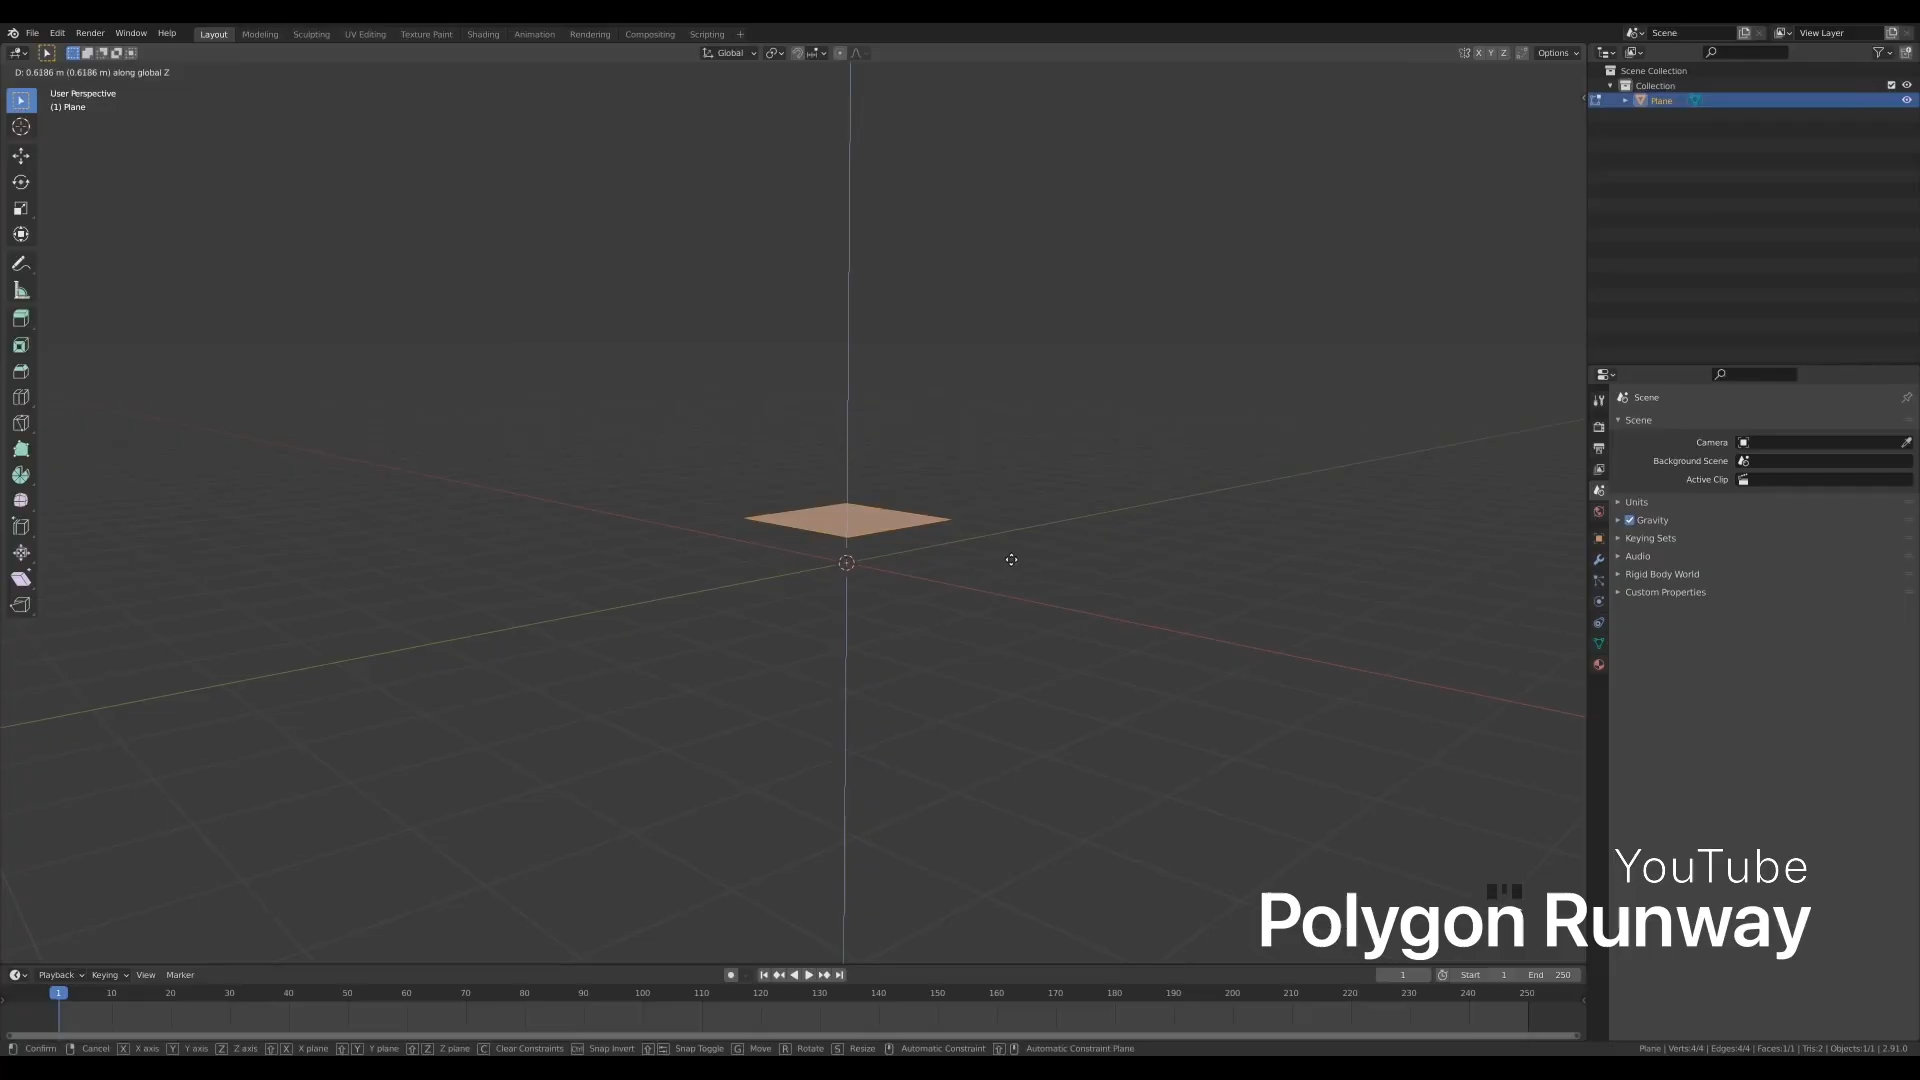 File Edit Render Window Help Layout Modeling Sculpting UV Editing Texture Paint Shading Animation Rendering Compositing Scripting +
Scene
View Layer
Global
X Y Z
Options
D: 0.6186 m (0.6186 m) along global Z
User Perspective
(1) Plane
Scene Collection
Collection
Plane
Scene
Scene
Camera
Background Scene
Active Clip
Units
Gravity
Keying Sets
Audio
Rigid Body World
Custom Properties
YouTube
Polygon Runway
Playback Keying View Marker
1
Start 1
End 250
1 10 20 30 40 50 60 70 80 90 100 110 120 130 140 150 160 170 180 190 200 210 220 230 240 250
Confirm Cancel X X axis Y Y axis Z Z axis X X plane Y Y plane Z Z plane C Clear Constraints Ctrl Snap Invert Snap Toggle G Move R Rotate S Resize Automatic Constraint Automatic Constraint Plane
Plane | Verts:4/4 | Edges:4/4 | Faces:1/1 | Tris:2 | Objects:1/1 | 2.91.0